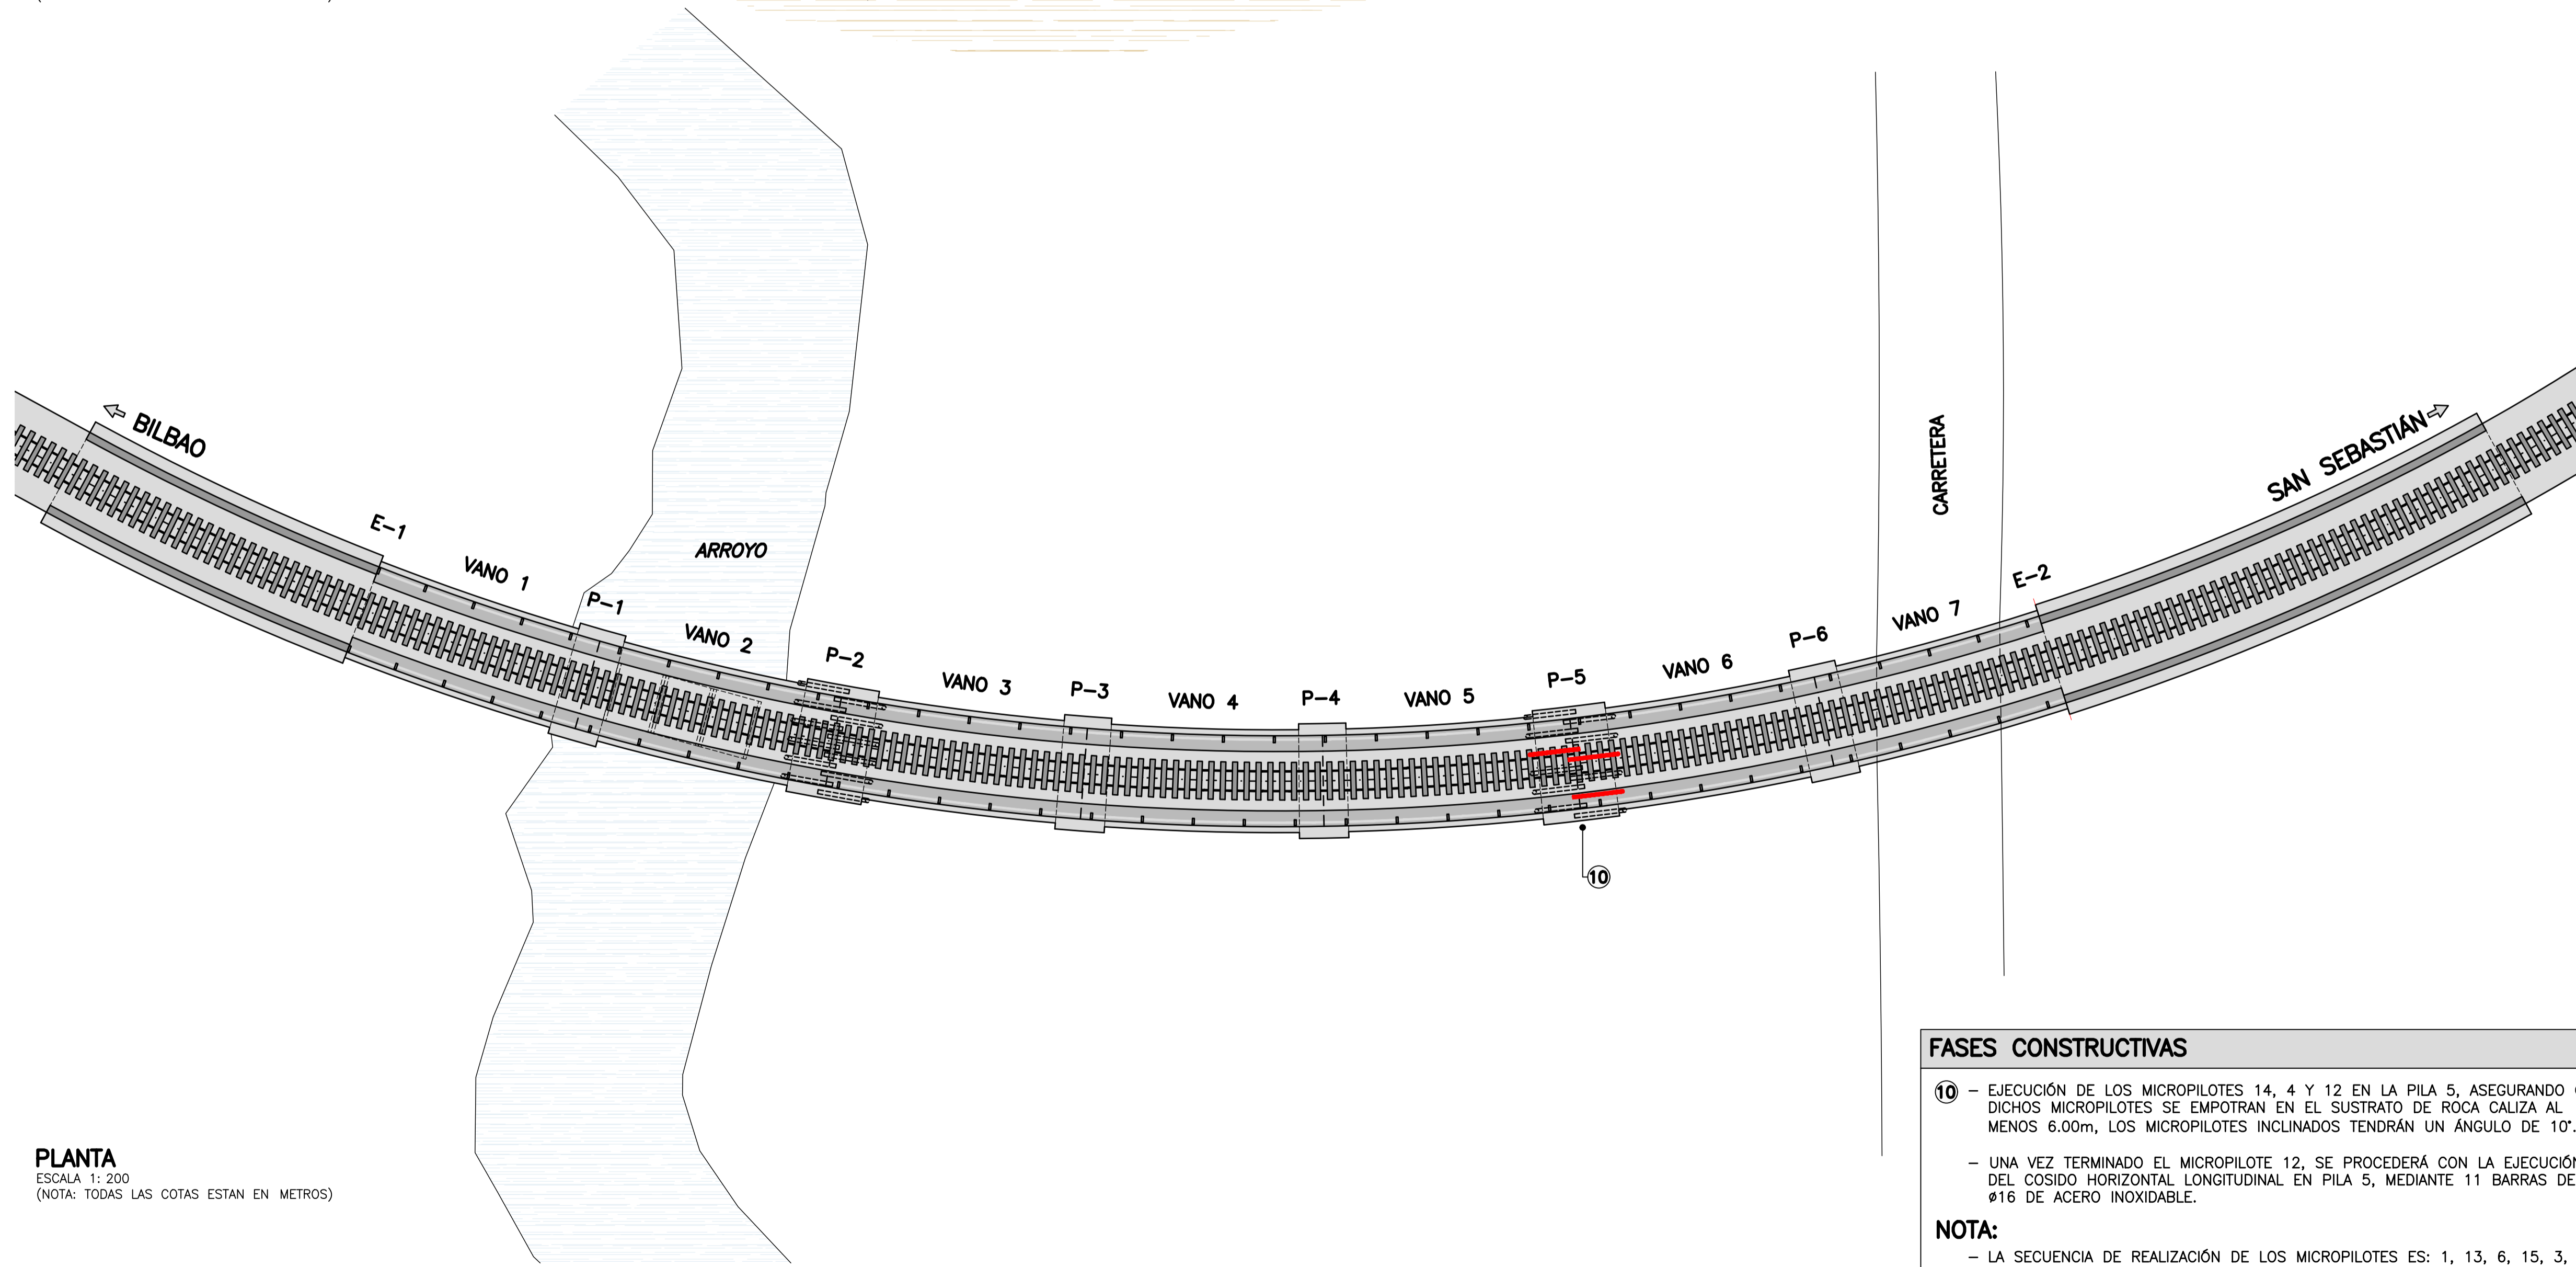 BILBAO
SAN SEBASTIÁN
E-1
VANO 1
P-1
ARROYO
VANO 2
P-2
VANO 3
P-3
VANO 4
P-4
VANO 5
P-5
VANO 6
P-6
VANO 7
E-2
CARRETERA
10
PLANTA
ESCALA 1: 200
(NOTA: TODAS LAS COTAS ESTAN EN METROS)
FASES CONSTRUCTIVAS
10 - EJECUCIÓN DE LOS MICROPILOTES 14, 4 Y 12 EN LA PILA 5, ASEGURANDO
DICHOS MICROPILOTES SE EMPOTRAN EN EL SUSTRATO DE ROCA CALIZA AL
MENOS 6.00m, LOS MICROPILOTES INCLINADOS TENDRÁN UN ÁNGULO DE 10°.
- UNA VEZ TERMINADO EL MICROPILOTE 12, SE PROCEDERÁ CON LA EJECUCIÓN
DEL COSIDO HORIZONTAL LONGITUDINAL EN PILA 5, MEDIANTE 11 BARRAS DE
ø16 DE ACERO INOXIDABLE.
NOTA:
- LA SECUENCIA DE REALIZACIÓN DE LOS MICROPILOTES ES: 1, 13, 6, 15, 3,